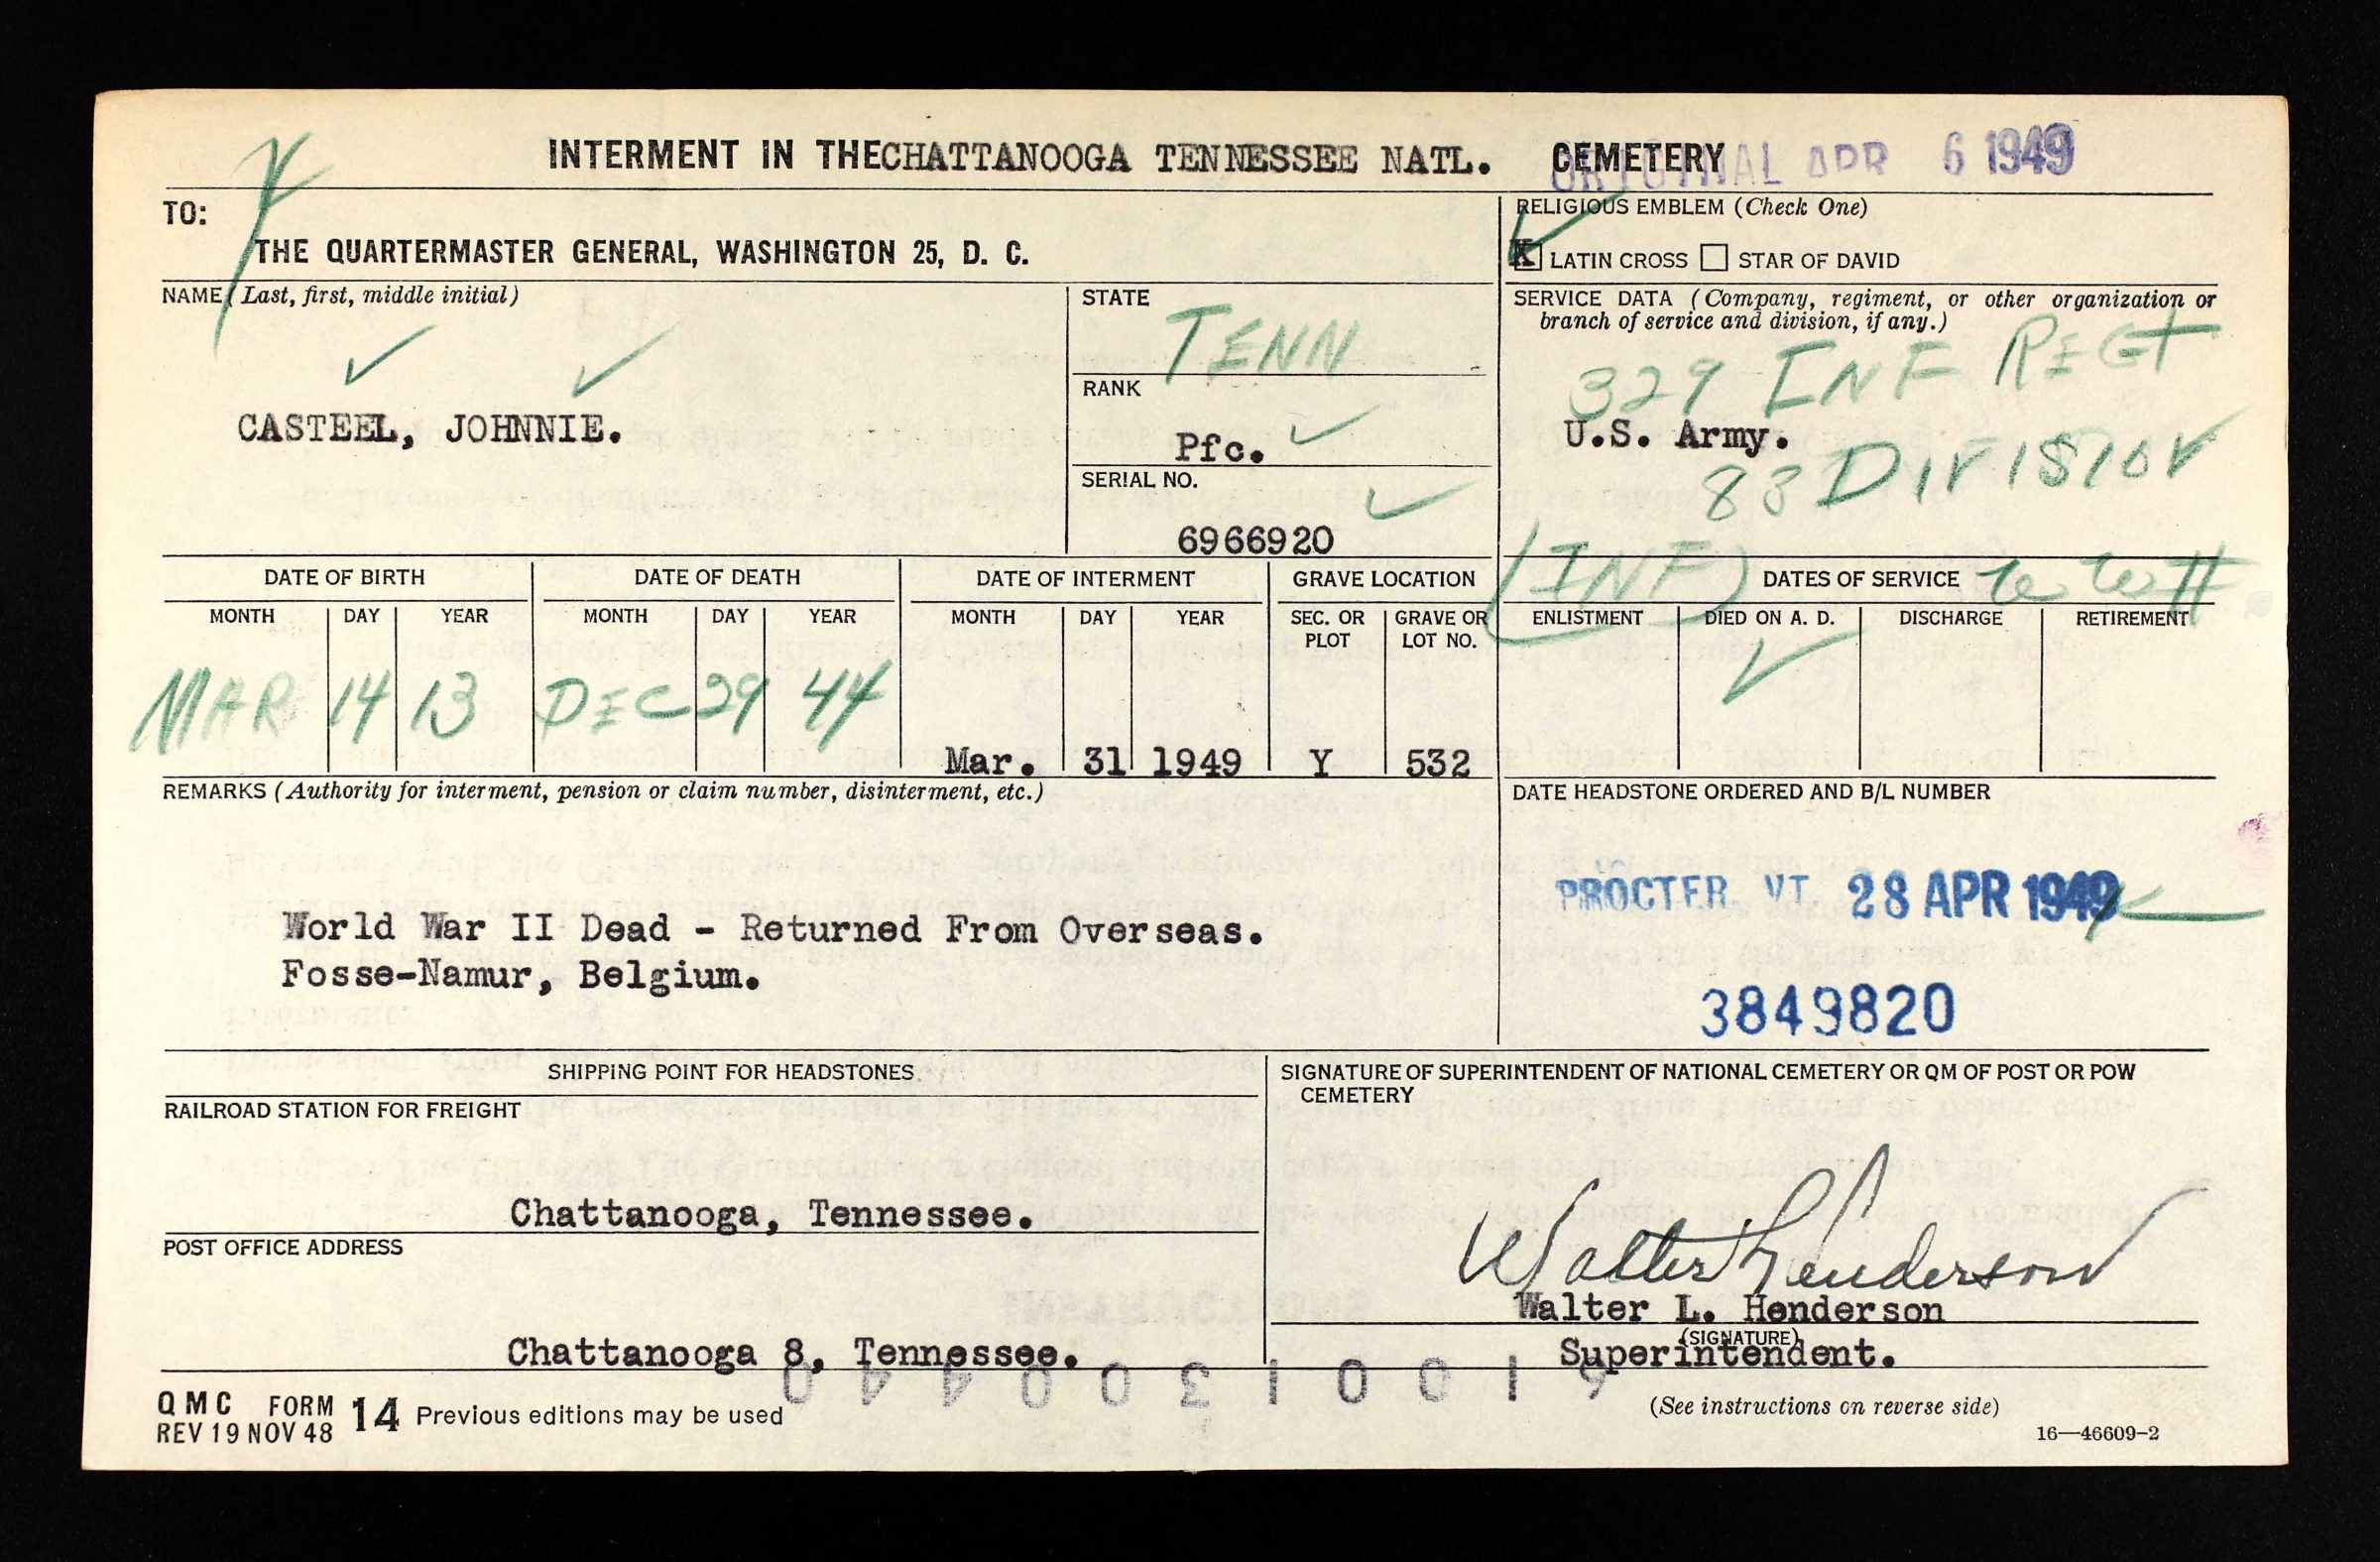 INTERMENT IN THE CHATTANOOGA TENNESSEE NATL. CEMETERY
ORIGINAL APR 6 1949
TO:
THE QUARTERMASTER GENERAL, WASHINGTON 25, D. C.
RELIGIOUS EMBLEM (Check One)
X LATIN CROSS STAR OF DAVID
NAME (Last, first, middle initial)
CASTEEL, JOHNNIE.
STATE
TENN
RANK
Pfc.
SERIAL NO.
6966920
SERVICE DATA (Company, regiment, or other organization or
branch of service and division, if any.)
329 INF REGT
U.S. Army.
83 DIVISION
(INF)
DATE OF BIRTH DATE OF DEATH DATE OF INTERMENT GRAVE LOCATION DATES OF SERVICE WWII
MONTH DAY YEAR MONTH DAY YEAR MONTH DAY YEAR SEC. OR PLOT GRAVE OR LOT NO. ENLISTMENT DIED ON A. D. DISCHARGE RETIREMENT
MAR 14 13 DEC 29 44
Mar. 31 1949 Y 532
REMARKS (Authority for interment, pension or claim number, disinterment, etc.)
World War II Dead - Returned From Overseas.
Fosse-Namur, Belgium.
DATE HEADSTONE ORDERED AND B/L NUMBER
PROCTER, VT. 28 APR 1949
3849820
SHIPPING POINT FOR HEADSTONES
RAILROAD STATION FOR FREIGHT
Chattanooga, Tennessee.
POST OFFICE ADDRESS
Chattanooga 8, Tennessee.
SIGNATURE OF SUPERINTENDENT OF NATIONAL CEMETERY OR QM OF POST OR POW
CEMETERY
Walter L Henderson
Walter L. Henderson
(SIGNATURE)
Superintendent.
QMC FORM 14 Previous editions may be used
REV 19 NOV 48
(See instructions on reverse side)
16—46609-2